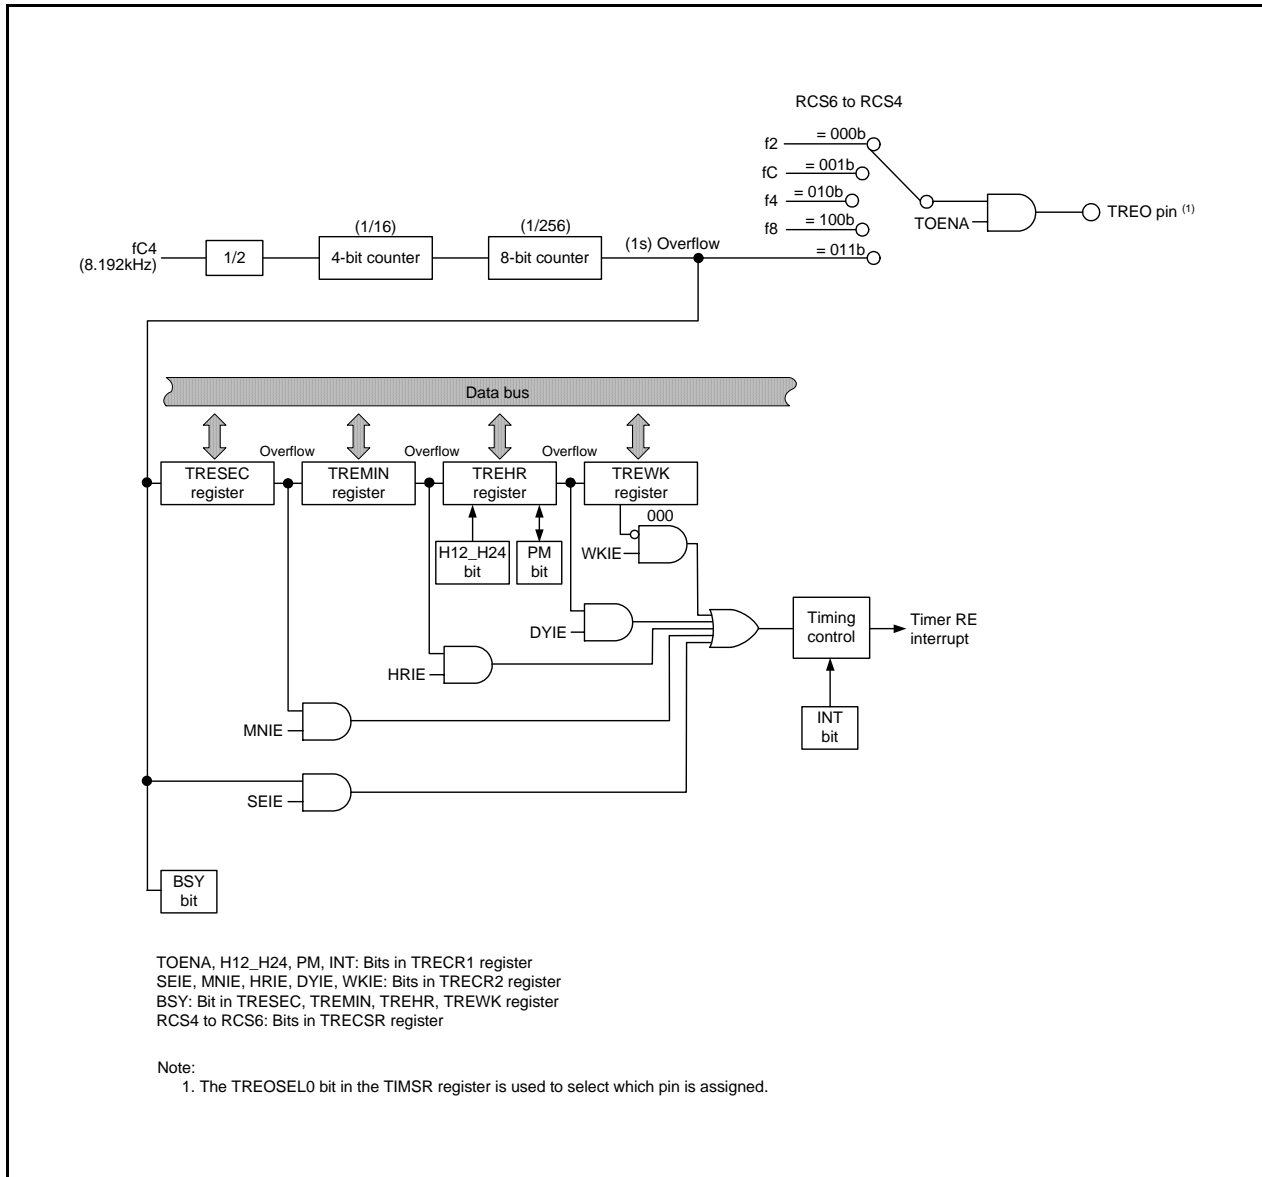 RCS6 to RCS4
f2 = 000b
fC = 001b
f4 = 010b
f8 = 100b
= 011b
TOENA
TREO pin (1)
fC4
(8.192kHz)
1/2
(1/16)
4-bit counter
(1/256)
8-bit counter
(1s) Overflow
Data bus
Overflow
Overflow
Overflow
TRESEC
register
TREMIN
register
TREHR
register
TREWK
register
000
H12_H24
bit
PM
bit
WKIE
DYIE
HRIE
MNIE
SEIE
Timing
control
Timer RE
interrupt
INT
bit
BSY
bit
TOENA, H12_H24, PM, INT: Bits in TRECR1 register
SEIE, MNIE, HRIE, DYIE, WKIE: Bits in TRECR2 register
BSY: Bit in TRESEC, TREMIN, TREHR, TREWK register
RCS4 to RCS6: Bits in TRECSR register
Note:
1. The TREOSEL0 bit in the TIMSR register is used to select which pin is assigned.